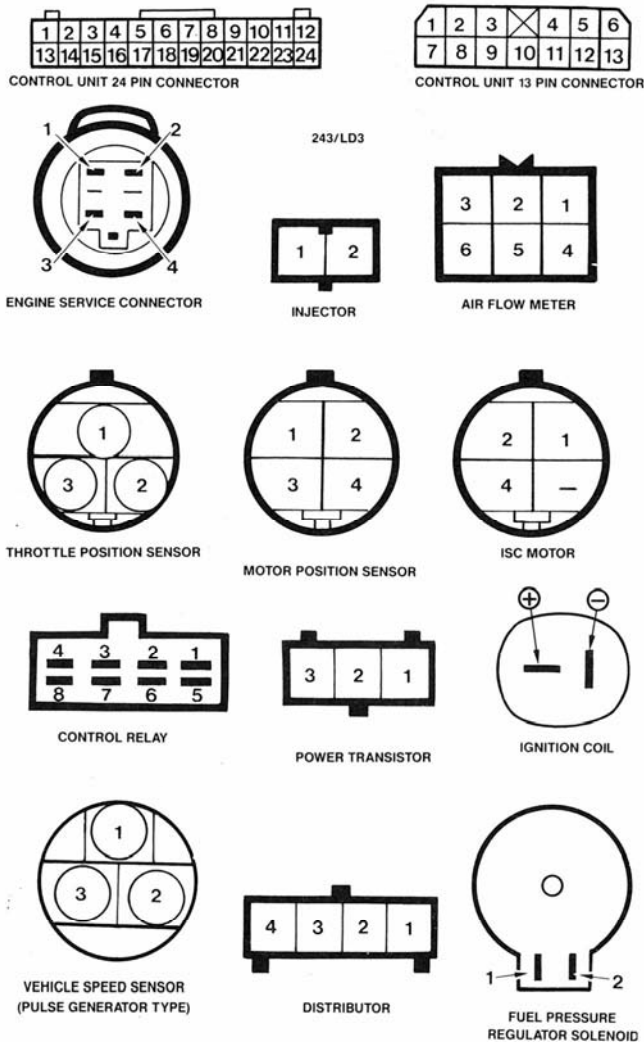 1 2 3 4 5 6 7 8 9 10 11 12
13 14 15 16 17 18 19 20 21 22 23 24
CONTROL UNIT 24 PIN CONNECTOR
1 2 3 4 5 6
7 8 9 10 11 12 13
CONTROL UNIT 13 PIN CONNECTOR
1 2
3 4
ENGINE SERVICE CONNECTOR
243/LD3
1 2
INJECTOR
3 2 1
6 5 4
AIR FLOW METER
1
3 2
THROTTLE POSITION SENSOR
1 2
3 4
MOTOR POSITION SENSOR
2 1
4 –
ISC MOTOR
4 3 2 1
8 7 6 5
CONTROL RELAY
3 2 1
POWER TRANSISTOR
+ −
IGNITION COIL
1
3 2
VEHICLE SPEED SENSOR
(PULSE GENERATOR TYPE)
4 3 2 1
DISTRIBUTOR
1 2
FUEL PRESSURE
REGULATOR SOLENOID